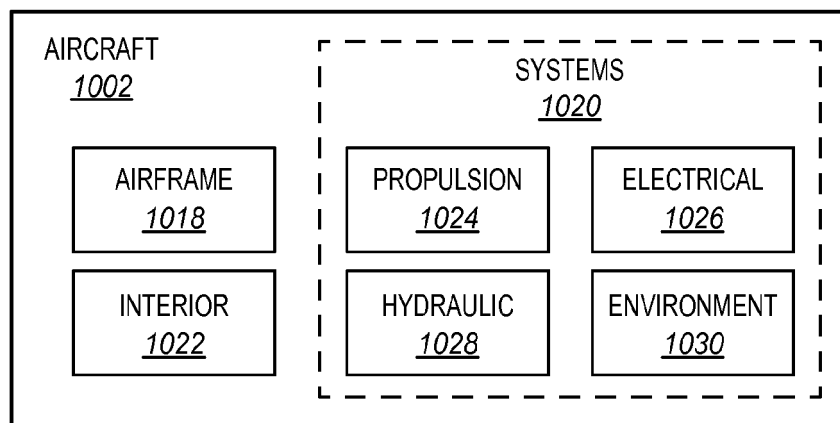 AIRCRAFT
1002
SYSTEMS
1020
AIRFRAME
1018
PROPULSION
1024
ELECTRICAL
1026
INTERIOR
1022
HYDRAULIC
1028
ENVIRONMENT
1030